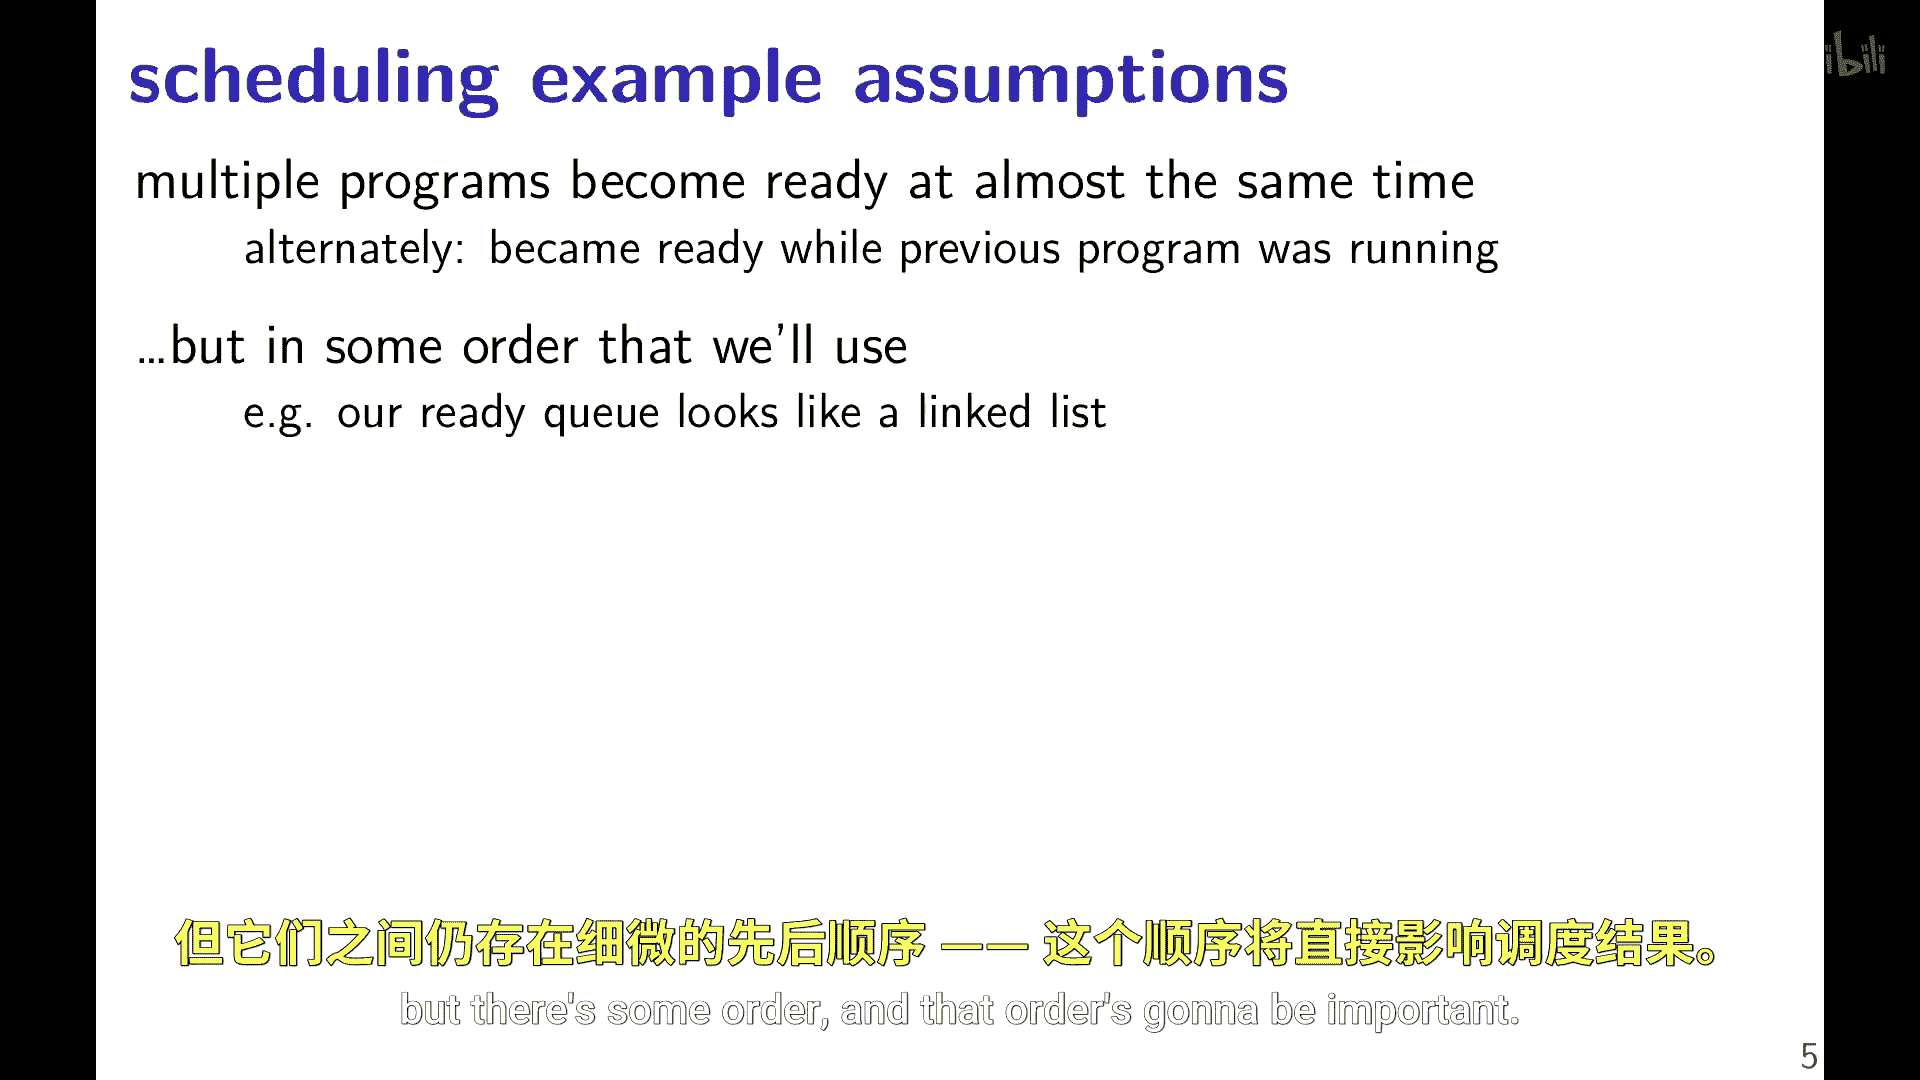 scheduling example assumptions
multiple programs become ready at almost the same time
alternately: became ready while previous program was running
…but in some order that we'll use
e.g. our ready queue looks like a linked list
但它们之间仍存在细微的先后顺序 —— 这个顺序将直接影响调度结果。
but there's some order, and that order's gonna be important.
5